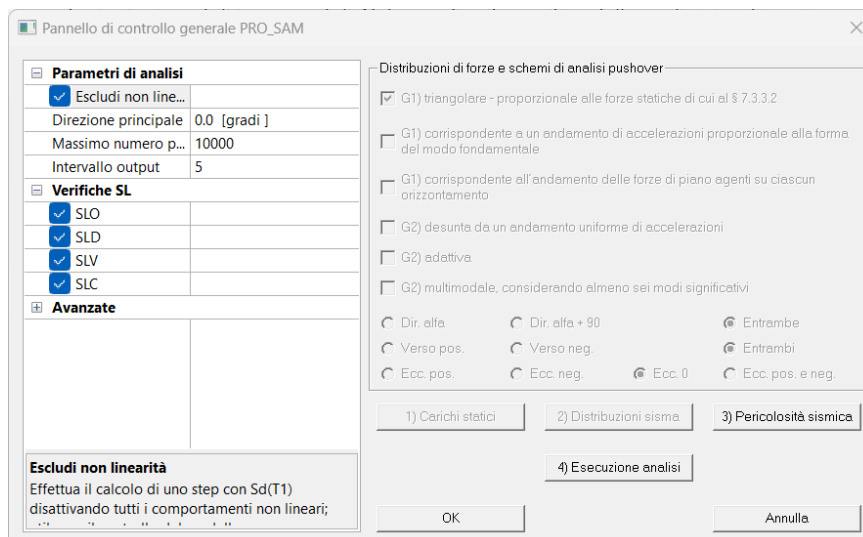 Pannello di controllo generale PRO_SAM
Parametri di analisi
Escludi non line...
Direzione principale 0.0 [gradi ]
Massimo numero p... 10000
Intervallo output 5
Verifiche SL
SLO
SLD
SLV
SLC
Avanzate
Escludi non linearità
Effettua il calcolo di uno step con Sd(T1)
disattivando tutti i comportamenti non lineari;
Distribuzioni di forze e schemi di analisi pushover
G1) triangolare - proporzionale alle forze statiche di cui al § 7.3.3.2
G1) corrispondente a un andamento di accelerazioni proporzionale alla forma
del modo fondamentale
G1) corrispondente all'andamento delle forze di piano agenti su ciascun
orizzontamento
G2) desunta da un andamento uniforme di accelerazioni
G2) adattiva
G2) multimodale, considerando almeno sei modi significativi
Dir. alfa Dir. alfa + 90 Entrambe
Verso pos. Verso neg. Entrambi
Ecc. pos. Ecc. neg. Ecc. 0 Ecc. pos. e neg.
1) Carichi statici 2) Distribuzioni sisma 3) Pericolosità sismica
4) Esecuzione analisi
OK Annulla